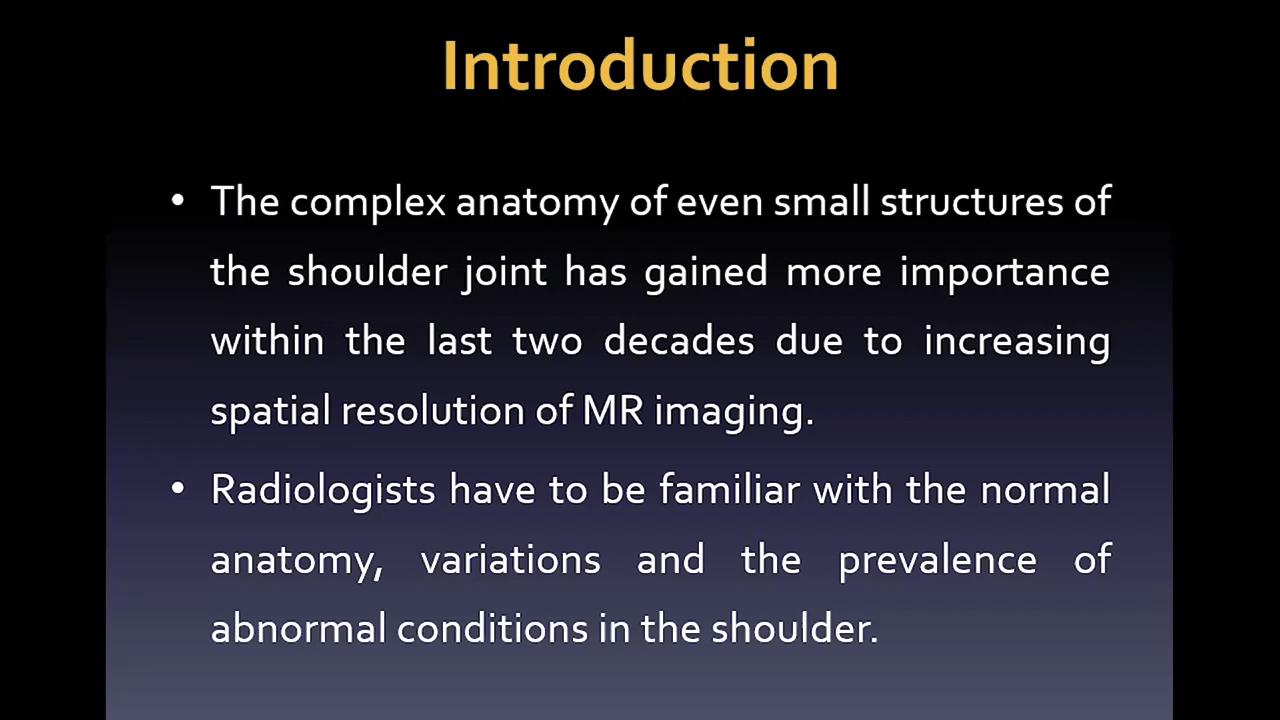 Introduction
• The complex anatomy of even small structures of
the shoulder joint has gained more importance
within the last two decades due to increasing
spatial resolution of MR imaging.
• Radiologists have to be familiar with the normal
anatomy, variations and the prevalence of
abnormal conditions in the shoulder.